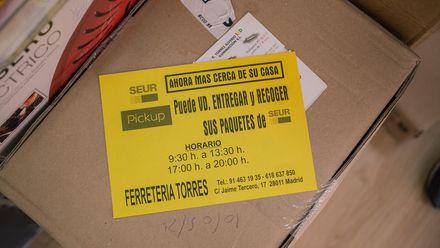 AHORA MAS CERCA DE SU CASA
SEUR
Pickup
Puede VD. ENTREGAR y RECOGER
SUS PAQUETES de SEUR
HORARIO
9:30 h. a 13:30 h.
17:00 h. a 20:00 h.
FERRETERIA TORRES
Tel.: 91 463 19 35 - 618 637 850
C/ Jaime Tercero, 17 28011 Madrid